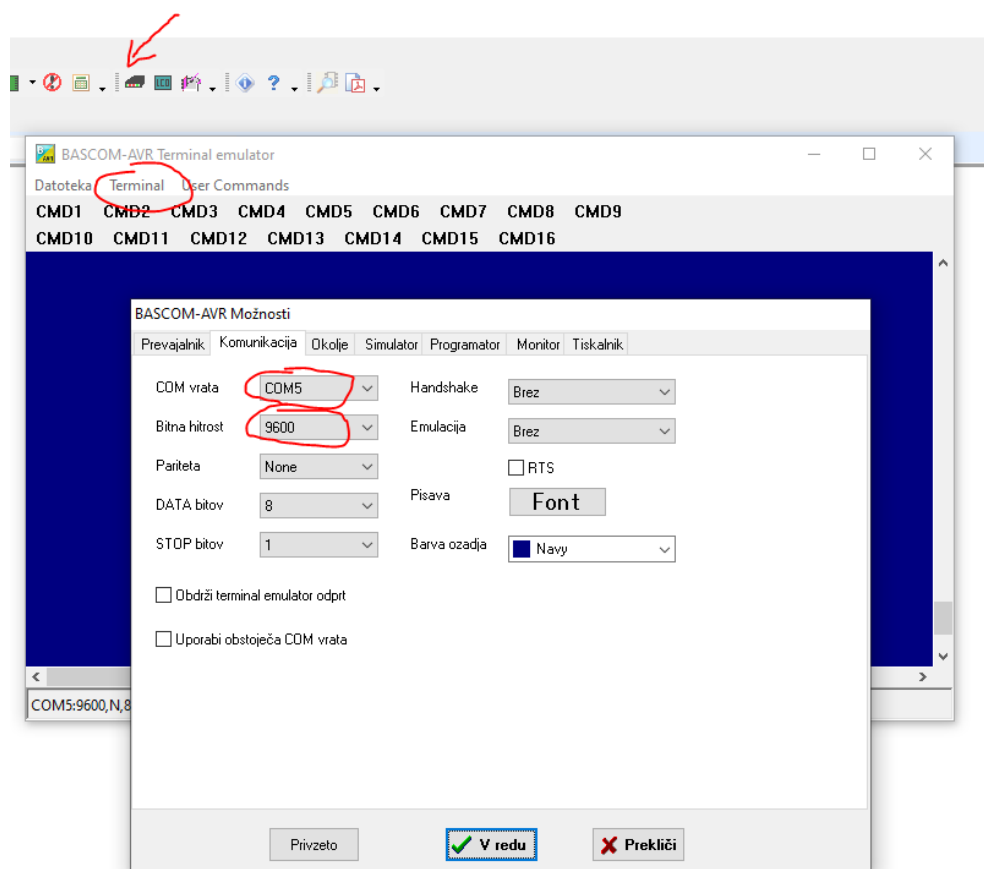 LCD
BASCOM-AVR Terminal emulator
Datoteka Terminal User Commands
CMD1 CMD2 CMD3 CMD4 CMD5 CMD6 CMD7 CMD8 CMD9
CMD10 CMD11 CMD12 CMD13 CMD14 CMD15 CMD16
BASCOM-AVR Možnosti
Prevajalnik Komunikacija Okolje Simulator Programator Monitor Tiskalnik
COM vrata COM5 Handshake Brez
Bitna hitrost 9600 Emulacija Brez
Pariteta None RTS
DATA bitov 8 Pisava Font
STOP bitov 1 Barva ozadja Navy
Obdrži terminal emulator odprt
Uporabi obstoječa COM vrata
COM5:9600,N,8
Privzeto V redu Prekliči